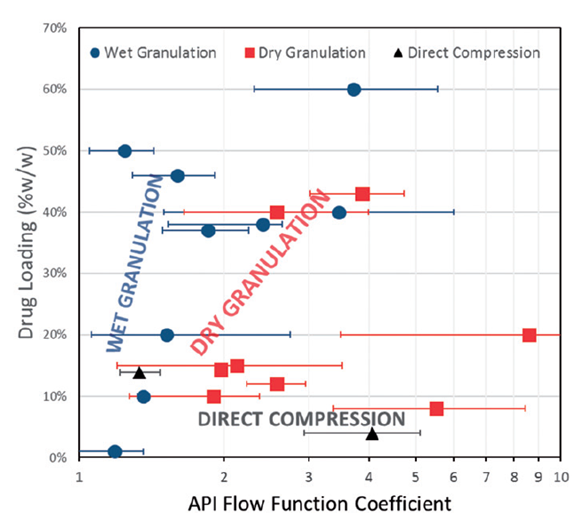 70%
Wet Granulation Dry Granulation Direct Compression
60%
50%
40%
30%
20%
10%
0%
Drug Loading (%w/w)
WET GRANULATION
DRY GRANULATION
DIRECT COMPRESSION
1 2 3 4 5 6 7 8 9 10
API Flow Function Coefficient